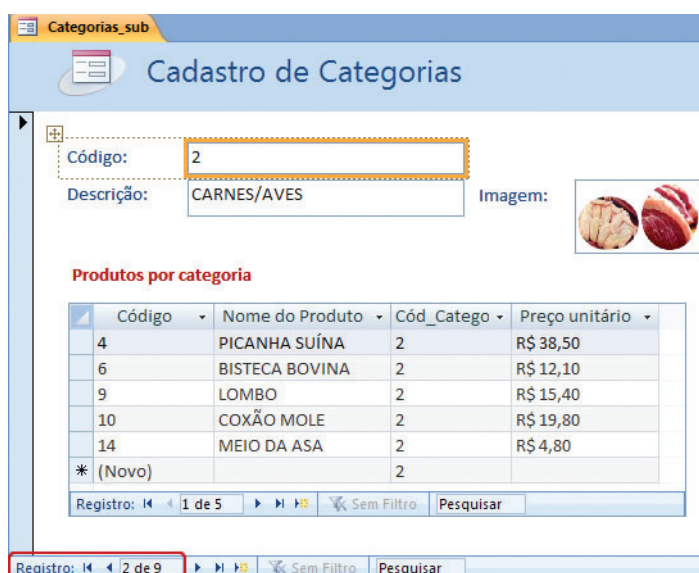 Categorias_sub
Cadastro de Categorias
Código: 2
Descrição: CARNES/AVES Imagem:
Produtos por categoria
Código Nome do Produto Cód_Catego Preço unitário
4 PICANHA SUÍNA 2 R$ 38,50
6 BISTECA BOVINA 2 R$ 12,10
9 LOMBO 2 R$ 15,40
10 COXÃO MOLE 2 R$ 19,80
14 MEIO DA ASA 2 R$ 4,80
* (Novo) 2
Registro: 1 de 5 Sem Filtro Pesquisar
Registro: 2 de 9 Sem Filtro Pesquisar